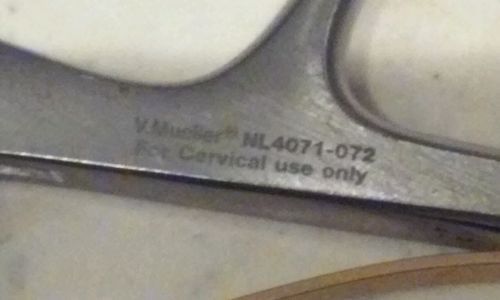 V.Mueller® NL4071-072
For Cervical use only